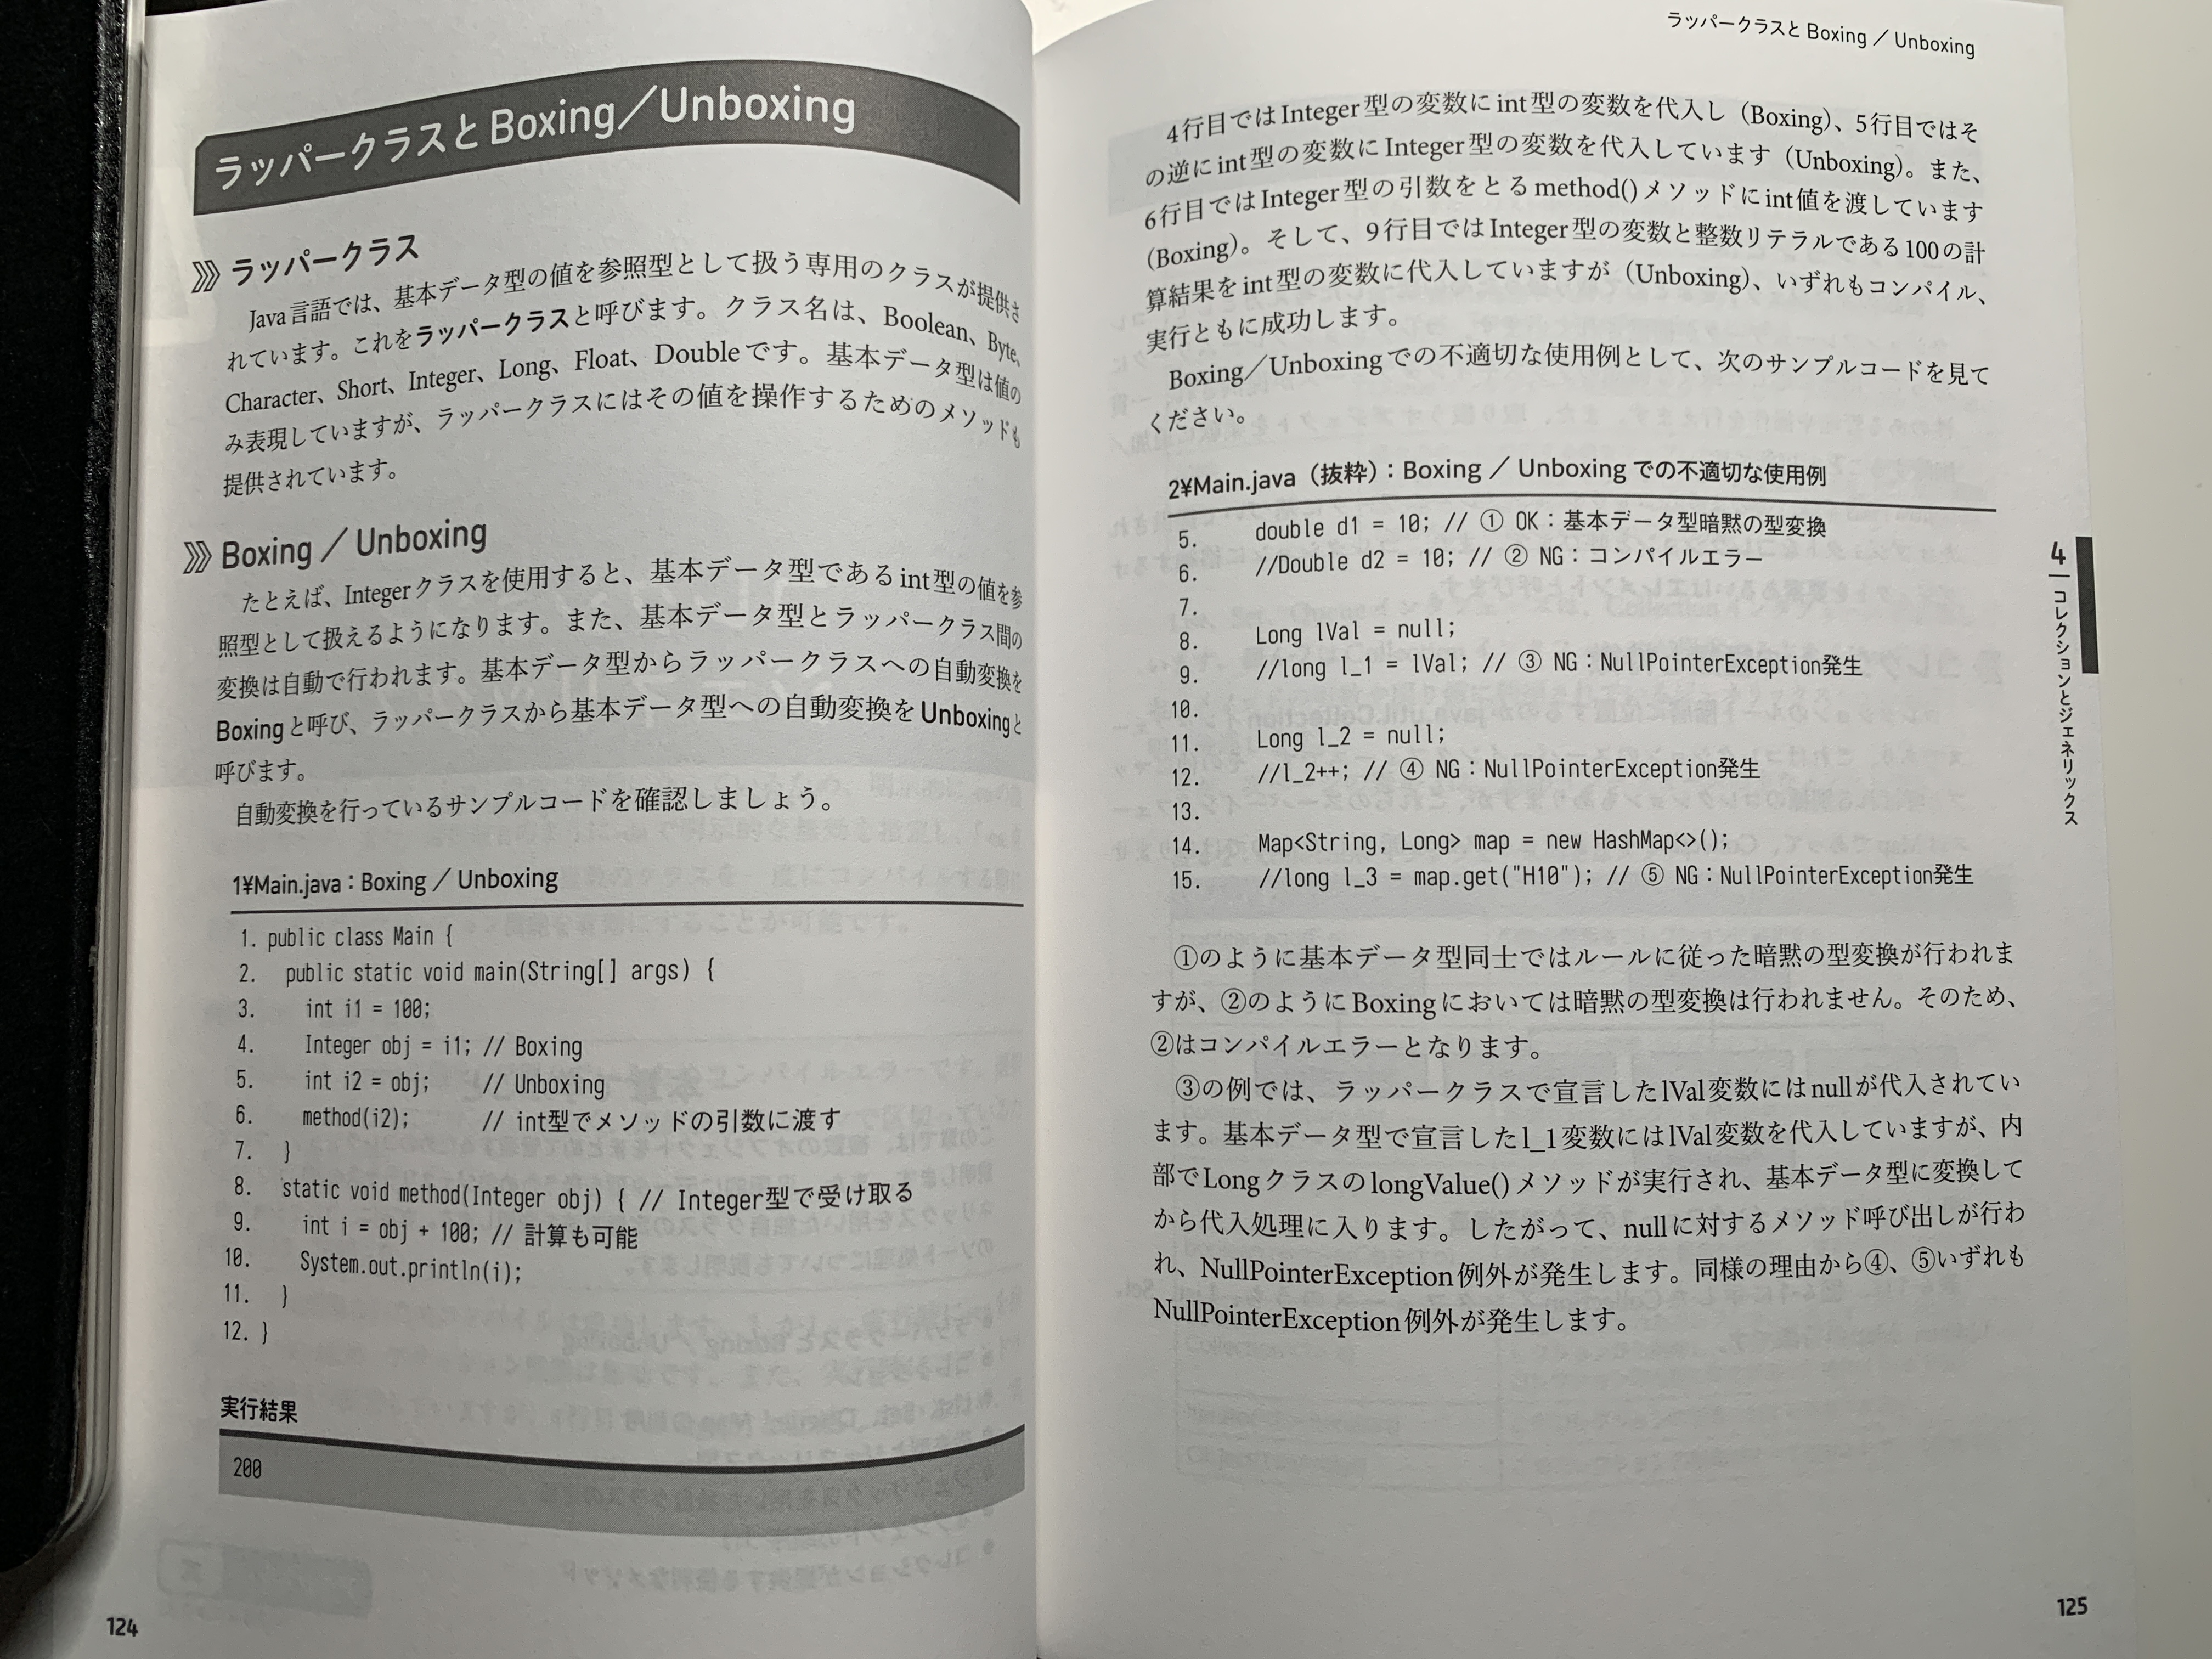 ラッパークラスとBoxing／Unboxing
ラッパークラス
Java言語では、基本データ型の値を参照型として扱う専用のクラスが提供さ
れています。これをラッパークラスと呼びます。クラス名は、Boolean、Byte、
Character、Short、Integer、Long、Float、Doubleです。基本データ型は値の
み表現していますが、ラッパークラスにはその値を操作するためのメソッドも
提供されています。
Boxing／Unboxing
たとえば、Integerクラスを使用すると、基本データ型であるint型の値を参
照型として扱えるようになります。また、基本データ型とラッパークラス間の
変換は自動で行われます。基本データ型からラッパークラスへの自動変換を
Boxingと呼び、ラッパークラスから基本データ型への自動変換をUnboxingと
呼びます。
自動変換を行っているサンプルコードを確認しましょう。
1¥Main.java：Boxing／Unboxing
1. public class Main {
2. public static void main(String[] args) {
3. int i1 = 100;
4. Integer obj = i1; // Boxing
5. int i2 = obj; // Unboxing
6. method(i2); // int型でメソッドの引数に渡す
7. }
8. static void method(Integer obj) { // Integer型で受け取る
9. int i = obj + 100; // 計算も可能
10. System.out.println(i);
11. }
12. }
実行結果
200
124
ラッパークラスとBoxing／Unboxing
4行目ではInteger型の変数にint型の変数を代入し（Boxing）、5行目ではそ
の逆にint型の変数にInteger型の変数を代入しています（Unboxing）。また、
6行目ではInteger型の引数をとるmethod()メソッドにint値を渡しています
(Boxing)。そして、9行目ではInteger型の変数と整数リテラルである100の計
算結果をint型の変数に代入していますが（Unboxing）、いずれもコンパイル、
実行ともに成功します。
Boxing／Unboxingでの不適切な使用例として、次のサンプルコードを見て
ください。
2¥Main.java（抜粋）：Boxing／Unboxingでの不適切な使用例
5. double d1 = 10; // ① OK：基本データ型暗黙の型変換
6. //Double d2 = 10; // ② NG：コンパイルエラー
7.
8. Long lVal = null;
9. //long l_1 = lVal; // ③ NG：NullPointerException発生
10.
11. Long l_2 = null;
12. //l_2++; // ④ NG：NullPointerException発生
13.
14. Map<String, Long> map = new HashMap<>();
15. //long l_3 = map.get("H10"); // ⑤ NG：NullPointerException発生
①のように基本データ型同士ではルールに従った暗黙の型変換が行われま
すが、②のようにBoxingにおいては暗黙の型変換は行われません。そのため、
②はコンパイルエラーとなります。
③の例では、ラッパークラスで宣言したlVal変数にはnullが代入されてい
ます。基本データ型で宣言したl_1変数にはlVal変数を代入していますが、内
部でLongクラスのlongValue()メソッドが実行され、基本データ型に変換して
から代入処理に入ります。したがって、nullに対するメソッド呼び出しが行わ
れ、NullPointerException例外が発生します。同様の理由から④、⑤いずれも
NullPointerException例外が発生します。
4
コレクションとジェネリックス
125